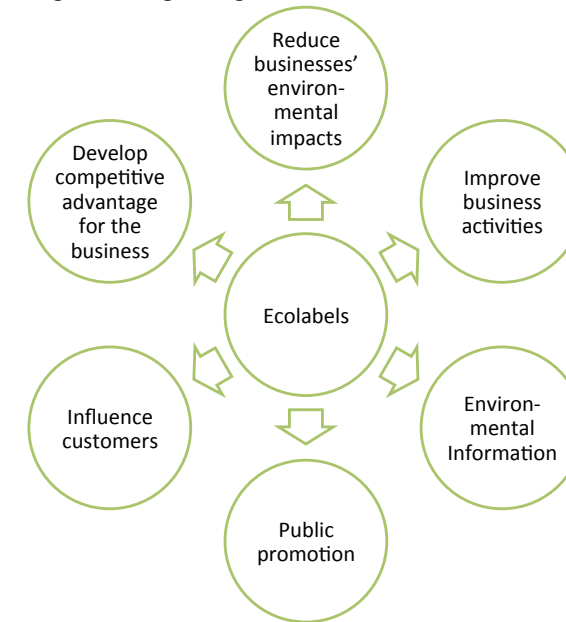 Reduce
businesses'
environ-
mental
impacts
Develop
competitive
advantage
for the
business
Improve
business
activities
Ecolabels
Influence
customers
Environ-
mental
Information
Public
promotion